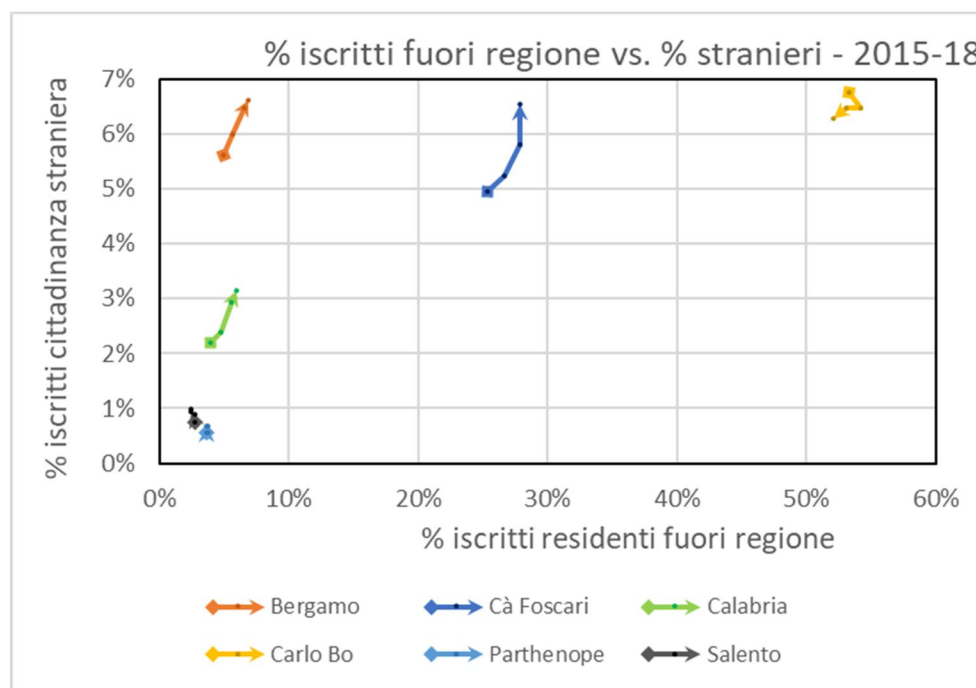 % iscritti fuori regione vs. % stranieri - 2015-18
% iscritti cittadinanza straniera
7%
6%
5%
4%
3%
2%
1%
0%
0% 10% 20% 30% 40% 50% 60%
% iscritti residenti fuori regione
Bergamo Cà Foscari Calabria
Carlo Bo Parthenope Salento